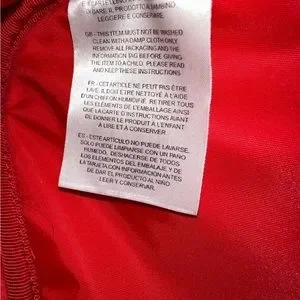 DI DARE IL PRODOTTO AL BAMBINO
LEGGERE E CONSERVARE.
GB - THIS ITEM MUST NOT BE WASHED
CLEAN WITH A DAMP CLOTH ONLY
REMOVE ALL PACKAGING AND THE
INFORMATION TAG BEFORE GIVING
THE ITEM TO A CHILD. PLEASE READ
AND KEEP THESE INSTRUCTIONS
FR - CET ARTICLE NE PEUT PAS ÊTRE
LAVÉ. IL DOIT ÊTRE NETTOYÉ À L'AIDE
D'UN CHIFFON HUMIDE. RETIRER TOUS
LES ÉLÉMENTS DE L'EMBALLAGE AINSI
QUE LA CARTE D'INSTRUCTIONS AVANT
DE DONNER LE PRODUIT À L'ENFANT
À LIRE ET À CONSERVER
ES - ESTE ARTÍCULO NO PUEDE LAVARSE.
SOLO PUEDE LIMPIARSE CON UN PAÑO
HÚMEDO. DESHACERSE DE TODOS
LOS ELEMENTOS DEL EMBALAJE Y DE
LA TARJETA CON INFORMACIÓN ANTES
DE DAR EL PRODUCTO AL NIÑO
LEER Y CONSERVAR.